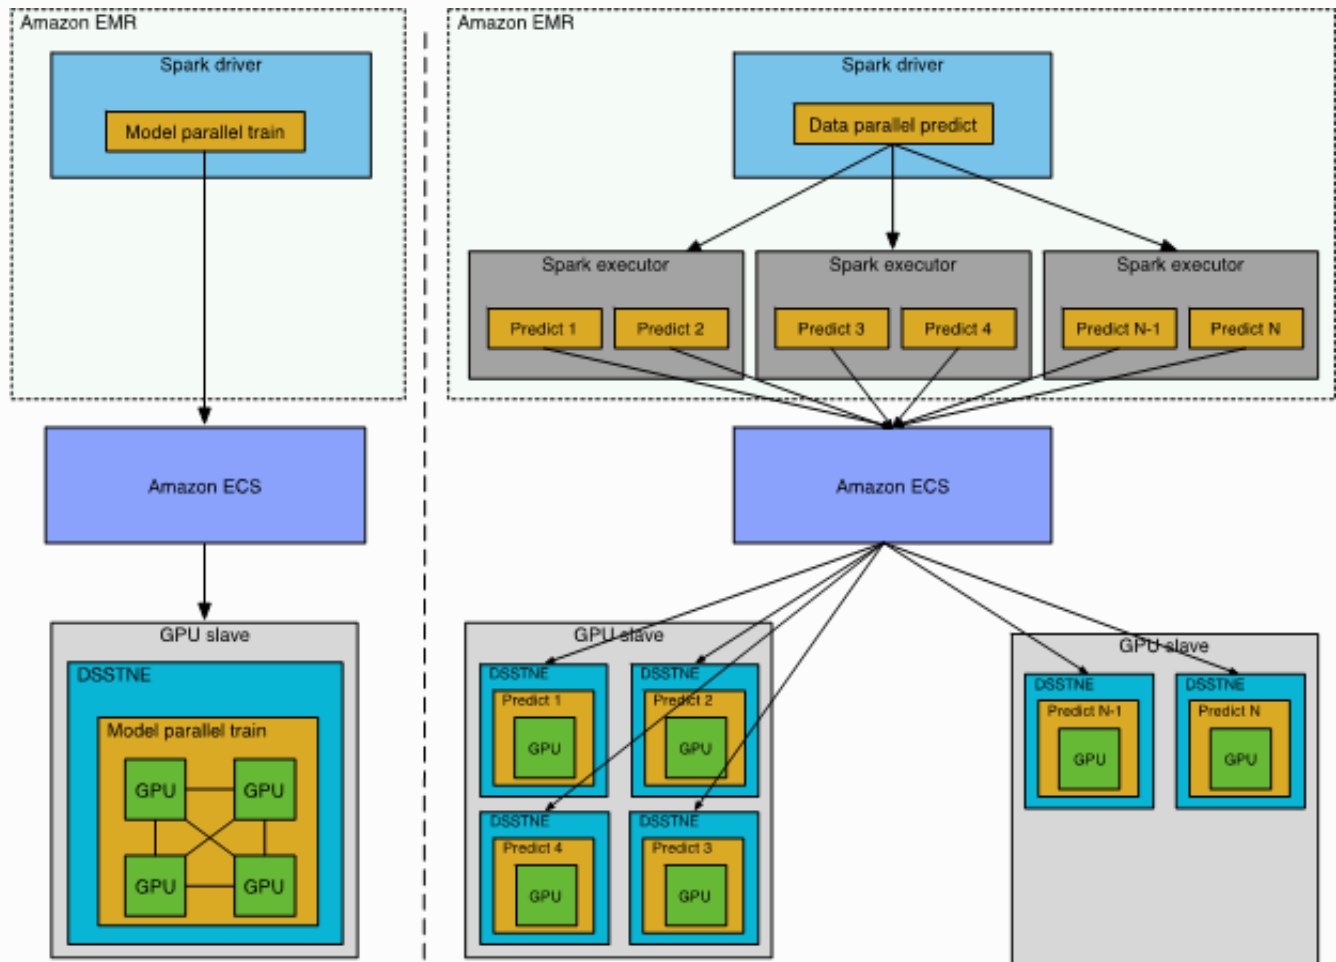 Amazon EMR
Spark driver
Model parallel train
Amazon ECS
GPU slave
DSSTNE
Model parallel train
GPU
GPU
GPU
GPU
Amazon EMR
Spark driver
Data parallel predict
Spark executor
Predict 1
Predict 2
Spark executor
Predict 3
Predict 4
Spark executor
Predict N-1
Predict N
Amazon ECS
GPU slave
DSSTNE
Predict 1
GPU
DSSTNE
Predict 2
GPU
DSSTNE
Predict 4
GPU
DSSTNE
Predict 3
GPU
GPU slave
DSSTNE
Predict N-1
GPU
DSSTNE
Predict N
GPU